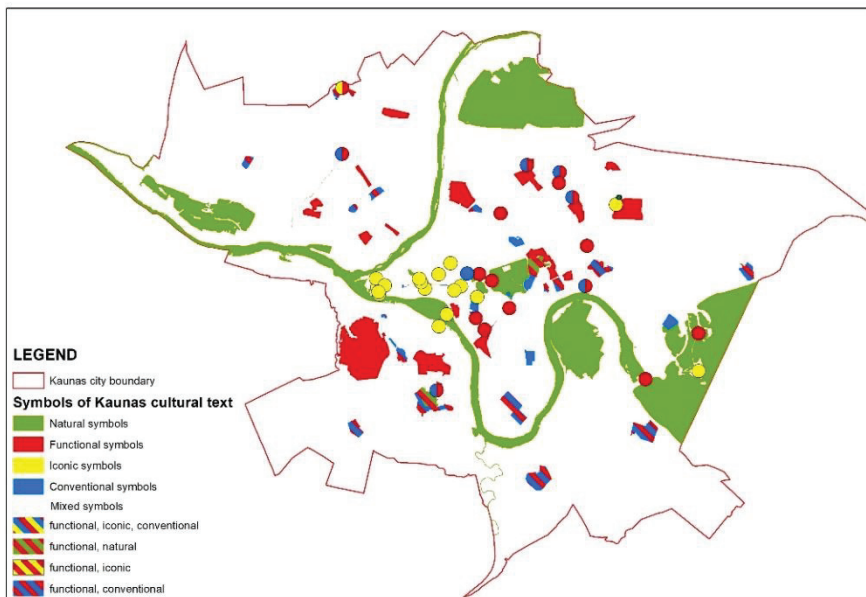 LEGEND
Kaunas city boundary
Symbols of Kaunas cultural text
Natural symbols
Functional symbols
Iconic symbols
Conventional symbols
Mixed symbols
functional, iconic, conventional
functional, natural
functional, iconic
functional, conventional